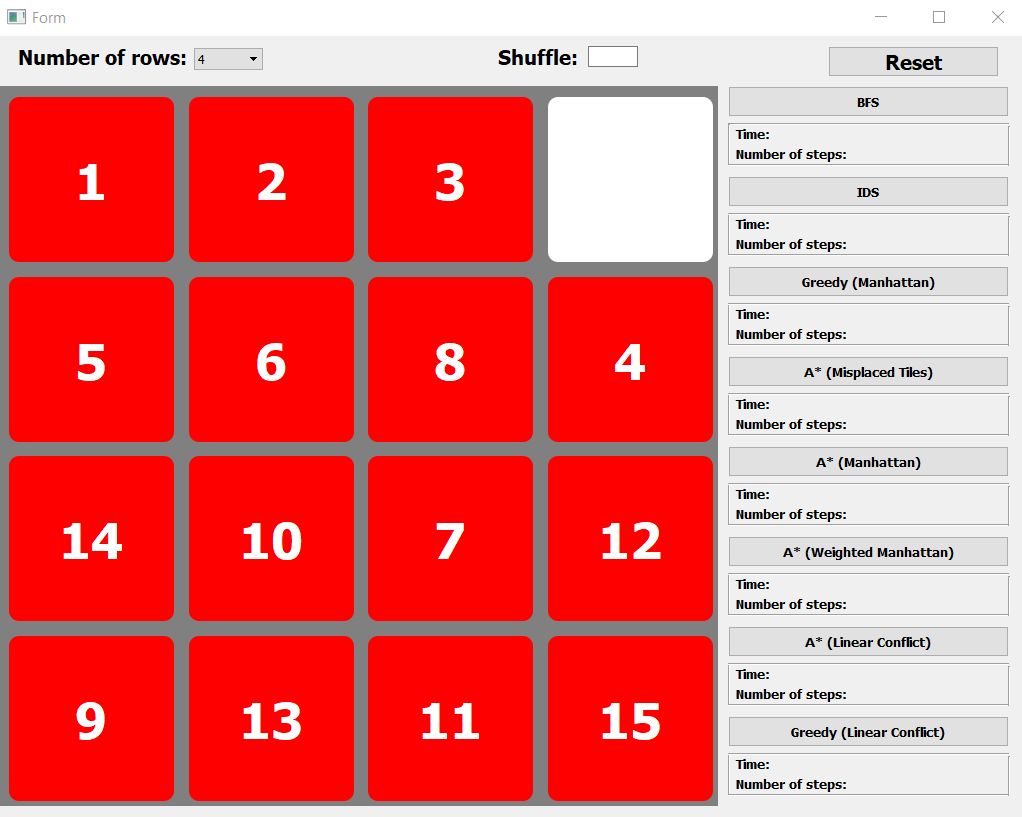 Form
Number of rows: 4
Shuffle:
Reset
1 2 3
5 6 8 4
14 10 7 12
9 13 11 15
BFS
Time:
Number of steps:
IDS
Time:
Number of steps:
Greedy (Manhattan)
Time:
Number of steps:
A* (Misplaced Tiles)
Time:
Number of steps:
A* (Manhattan)
Time:
Number of steps:
A* (Weighted Manhattan)
Time:
Number of steps:
A* (Linear Conflict)
Time:
Number of steps:
Greedy (Linear Conflict)
Time:
Number of steps: